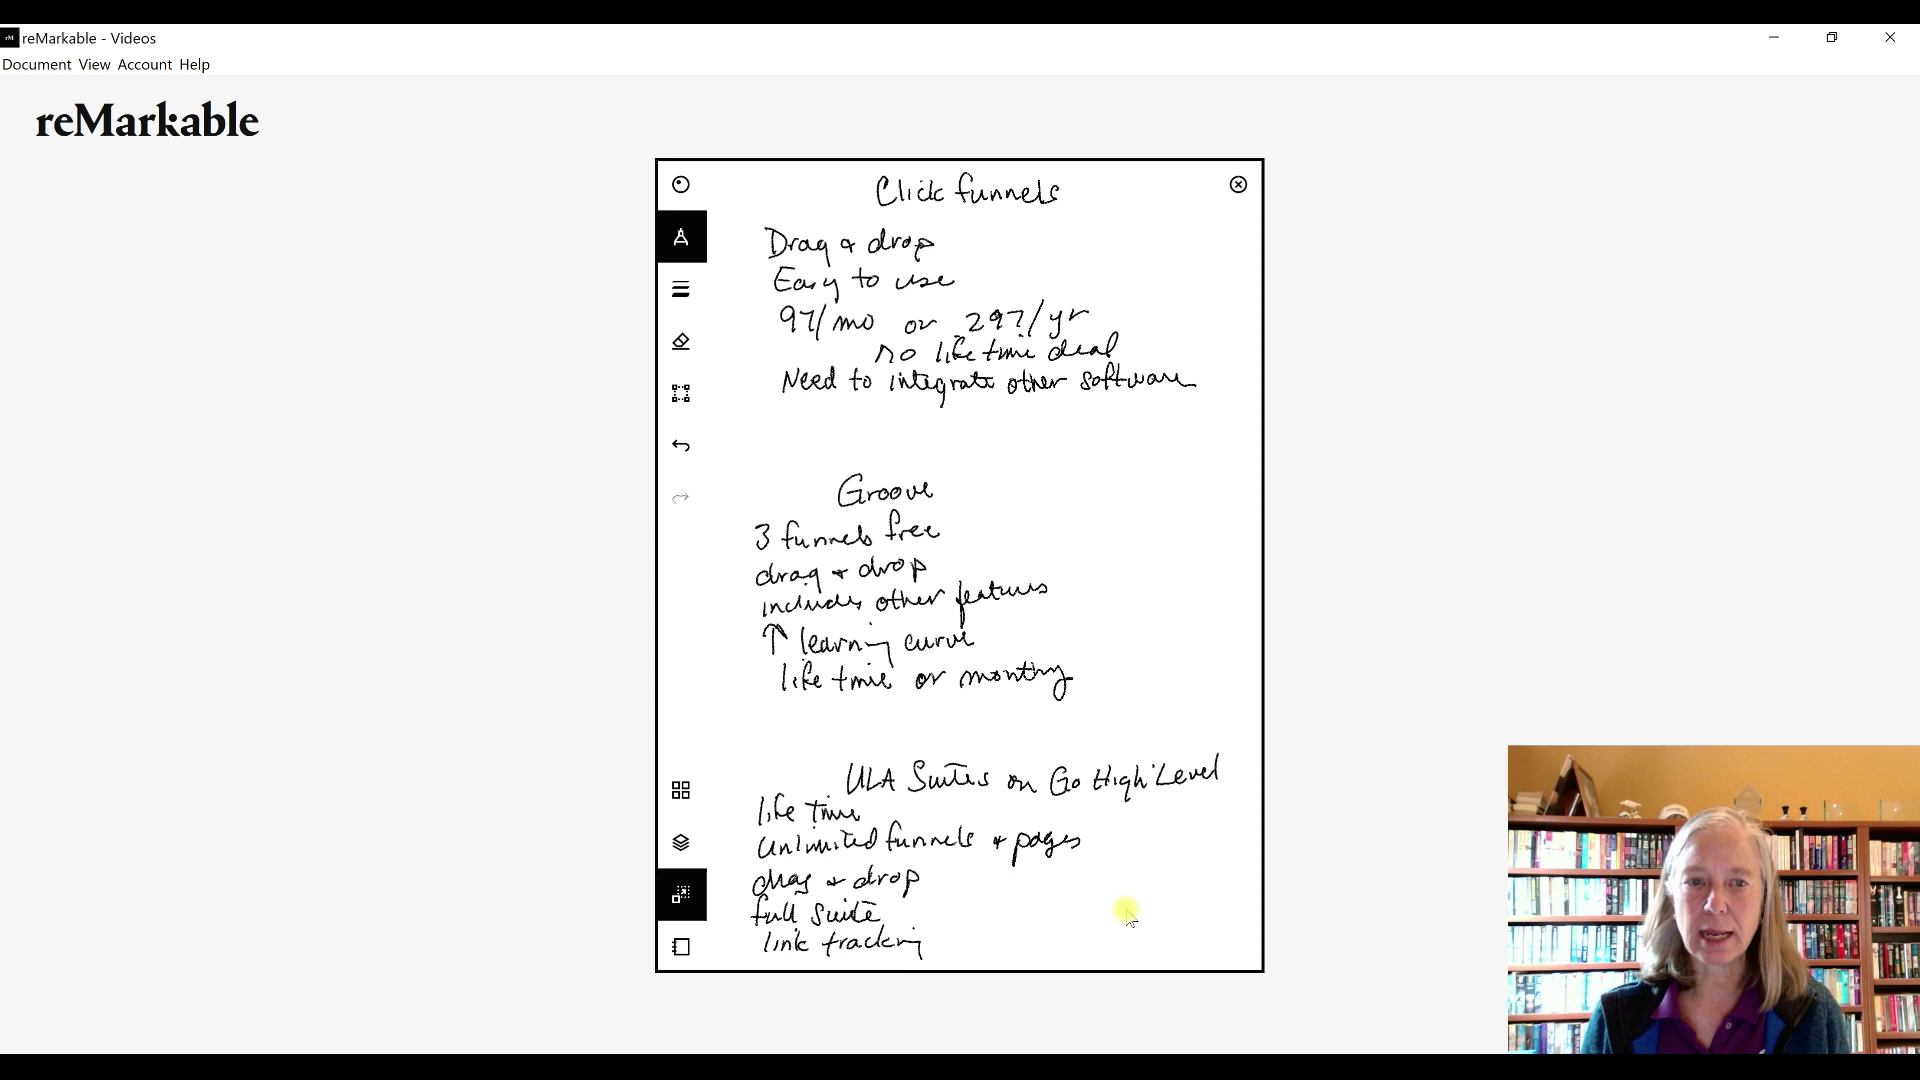 reMarkable - Videos
Document View Account Help
reMarkable
Click funnels
Drag & drop
Easy to use
97/mo or 297/yr
no life time deal
Need to integrate other software
Groove
3 funnels free
drag & drop
includes other features
↑ learning curve
life time or monthy
ULA Suites on Go High Level
life time
unlimited funnels & pages
drag & drop
full suite
link tracking